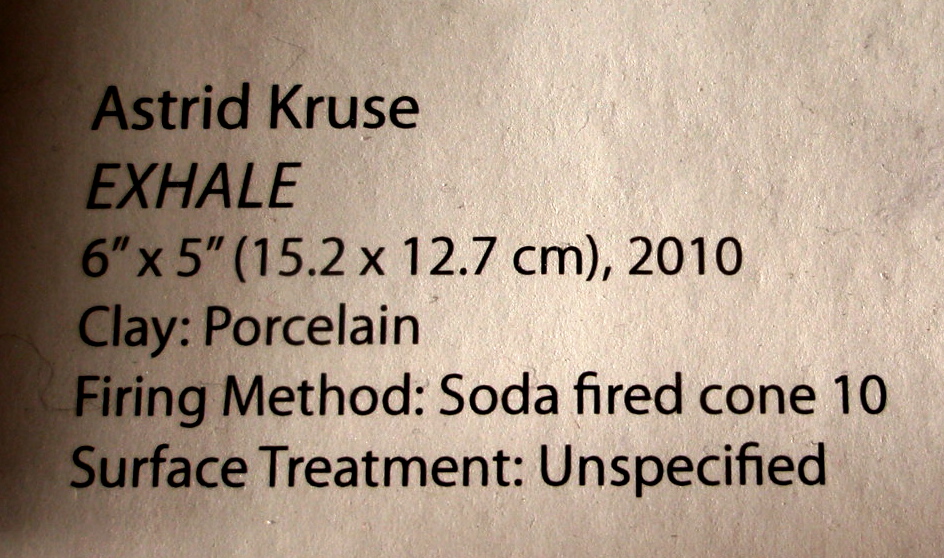 Astrid Kruse
EXHALE
6” x 5” (15.2 x 12.7 cm), 2010
Clay: Porcelain
Firing Method: Soda fired cone 10
Surface Treatment: Unspecified